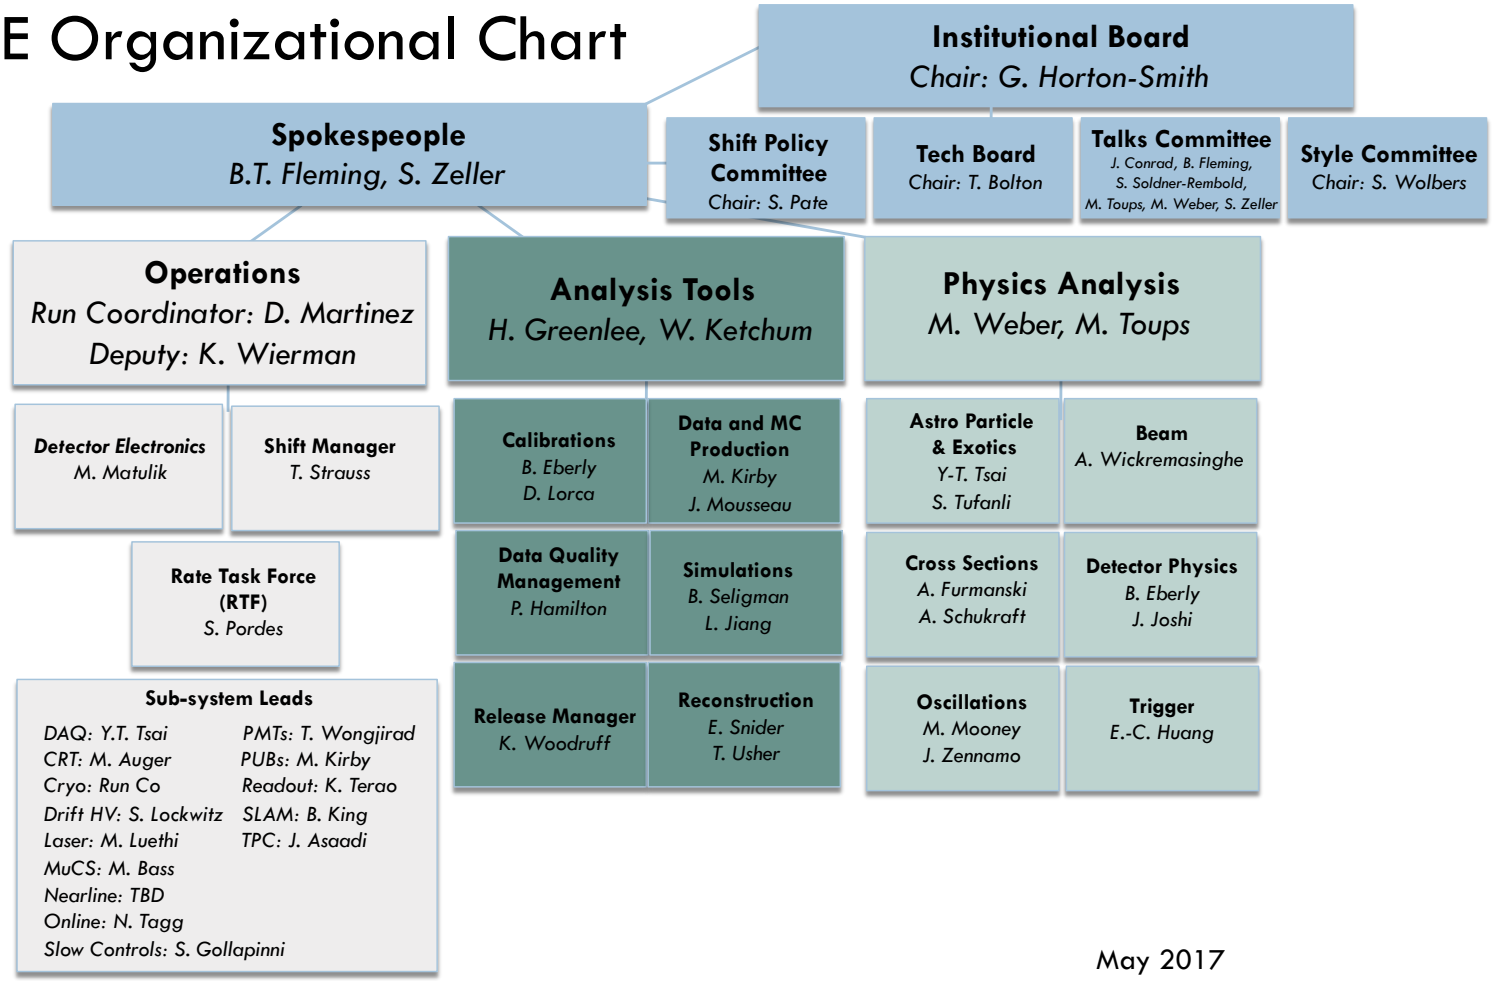 E Organizational Chart
Institutional Board
Chair: G. Horton-Smith
Spokespeople
B.T. Fleming, S. Zeller
Shift Policy
Committee
Chair: S. Pate
Tech Board
Chair: T. Bolton
Talks Committee
J. Conrad, B. Fleming,
S. Soldner-Rembold,
M. Toups, M. Weber, S. Zeller
Style Committee
Chair: S. Wolbers
Operations
Run Coordinator: D. Martinez
Deputy: K. Wierman
Analysis Tools
H. Greenlee, W. Ketchum
Physics Analysis
M. Weber, M. Toups
Detector Electronics
M. Matulik
Shift Manager
T. Strauss
Rate Task Force
(RTF)
S. Pordes
Sub-system Leads
DAQ: Y.T. Tsai
CRT: M. Auger
Cryo: Run Co
Drift HV: S. Lockwitz
Laser: M. Luethi
MuCS: M. Bass
Nearline: TBD
Online: N. Tagg
Slow Controls: S. Gollapinni
PMTs: T. Wongjirad
PUBs: M. Kirby
Readout: K. Terao
SLAM: B. King
TPC: J. Asaadi
Calibrations
B. Eberly
D. Lorca
Data and MC
Production
M. Kirby
J. Mousseau
Data Quality
Management
P. Hamilton
Simulations
B. Seligman
L. Jiang
Release Manager
K. Woodruff
Reconstruction
E. Snider
T. Usher
Astro Particle
& Exotics
Y-T. Tsai
S. Tufanli
Beam
A. Wickremasinghe
Cross Sections
A. Furmanski
A. Schukraft
Detector Physics
B. Eberly
J. Joshi
Oscillations
M. Mooney
J. Zennamo
Trigger
E.-C. Huang
May 2017